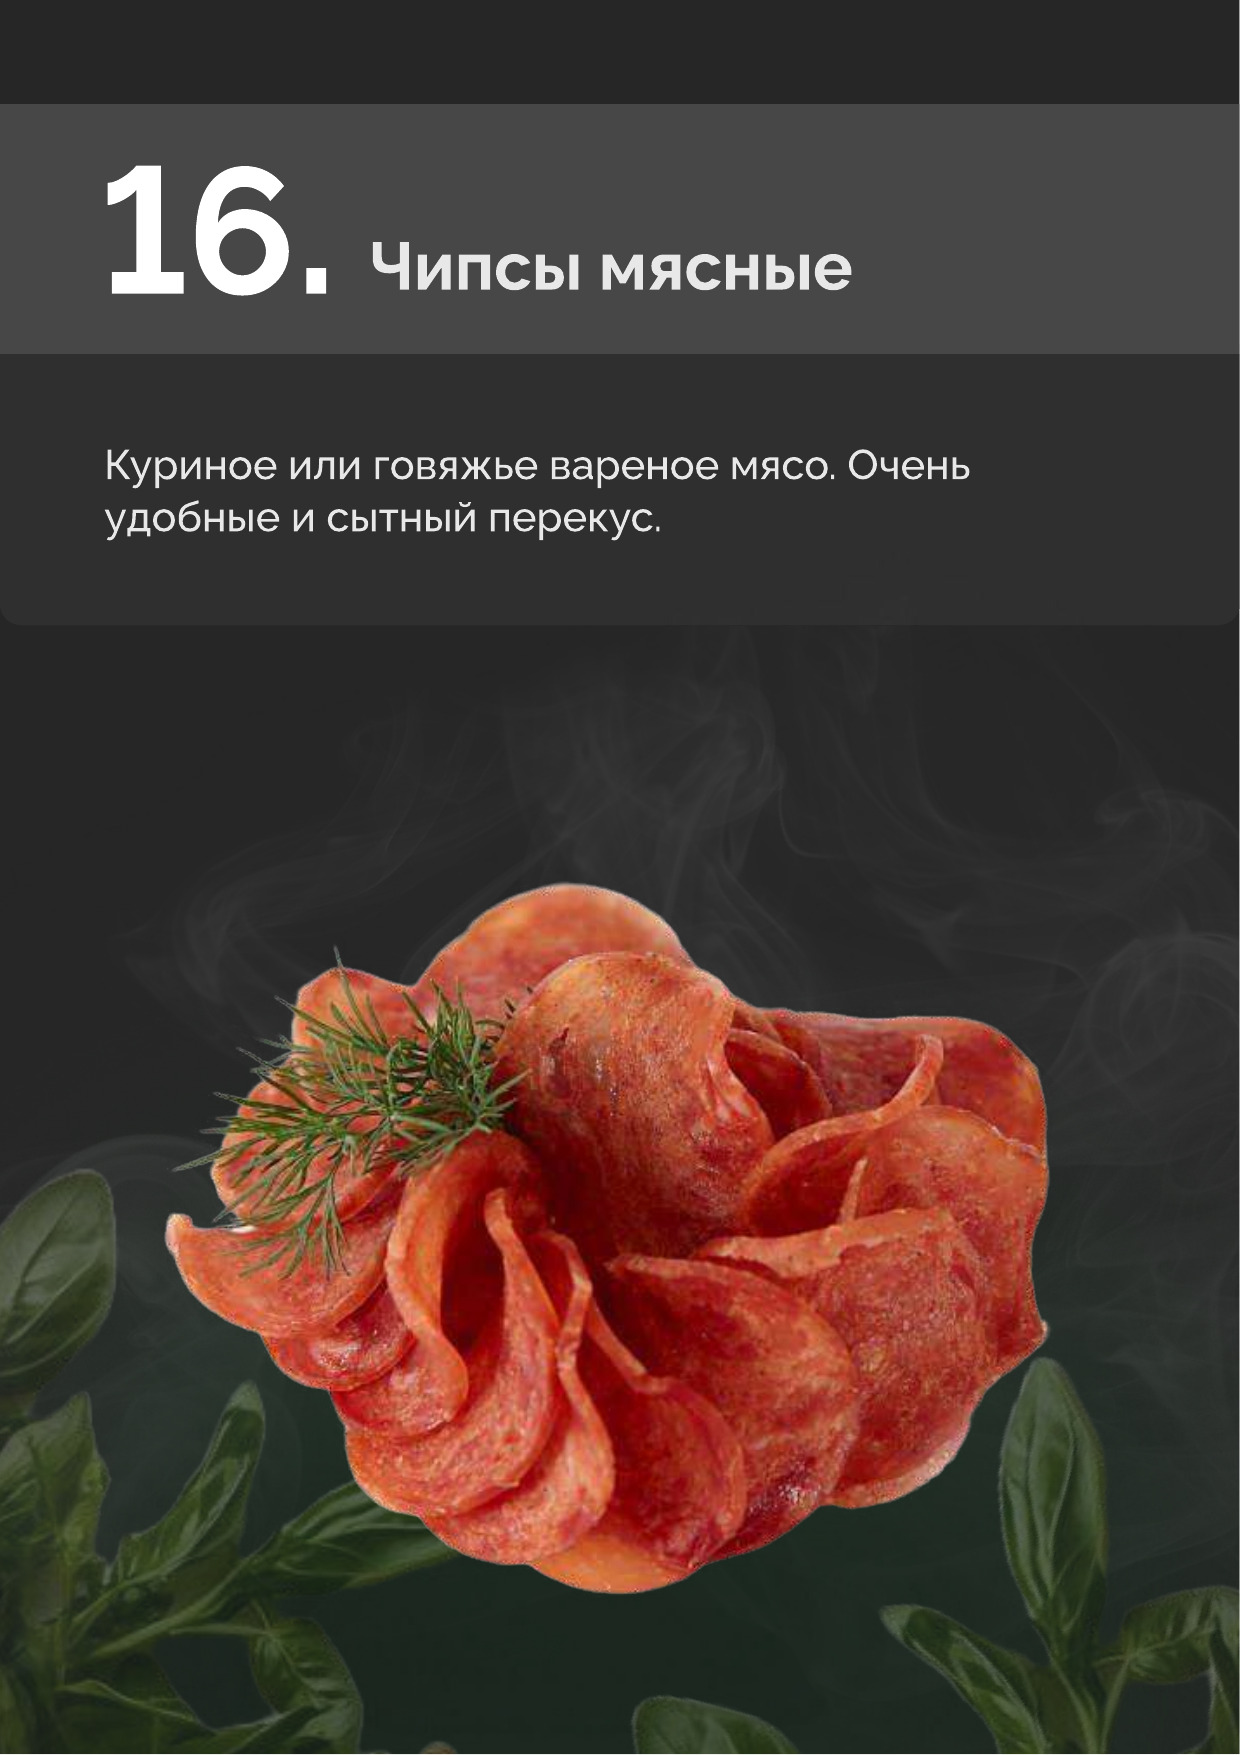 16. Чипсы мясные
Куриное или говяжье вареное мясо. Очень
удобные и сытный перекус.